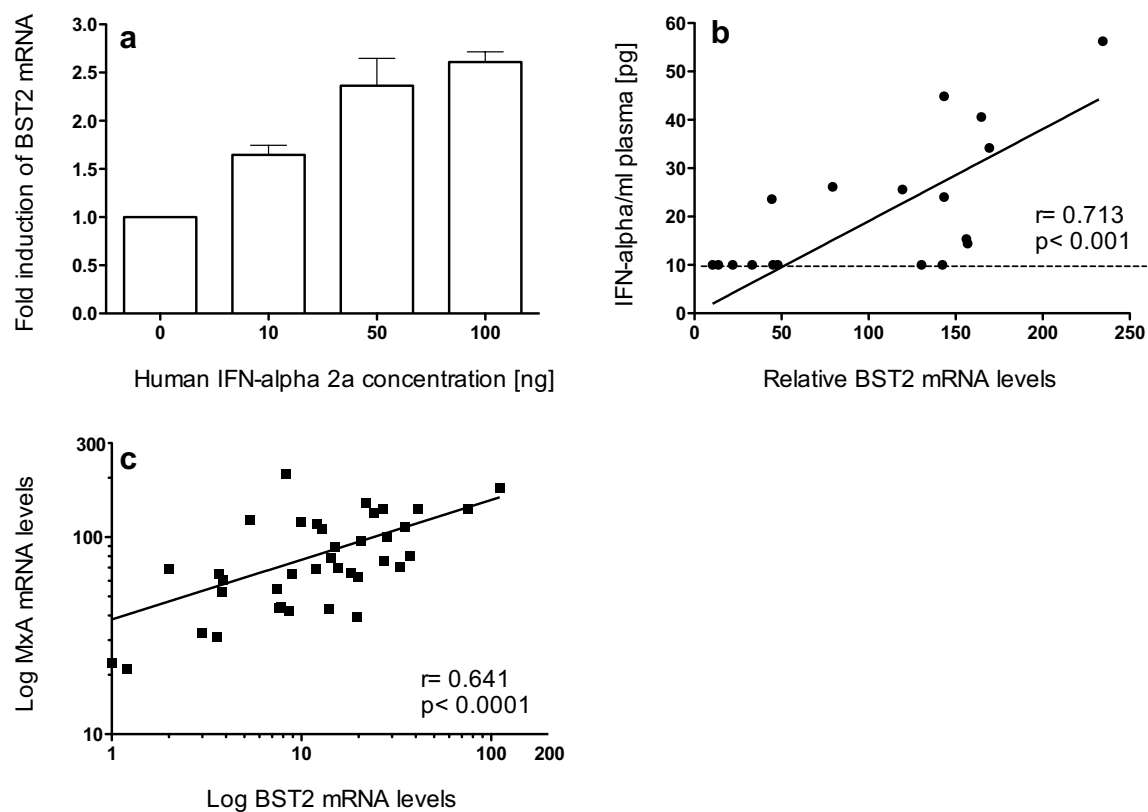 a
Fold induction of BST2 mRNA
3.0
2.5
2.0
1.5
1.0
0.5
0.0
0 10 50 100
Human IFN-alpha 2a concentration [ng]
b
IFN-alpha/ml plasma [pg]
60
50
40
30
20
10
0
r= 0.713
p< 0.001
0 50 100 150 200 250
Relative BST2 mRNA levels
c
Log MxA mRNA levels
300
100
10
r= 0.641
p< 0.0001
1 10 100 200
Log BST2 mRNA levels